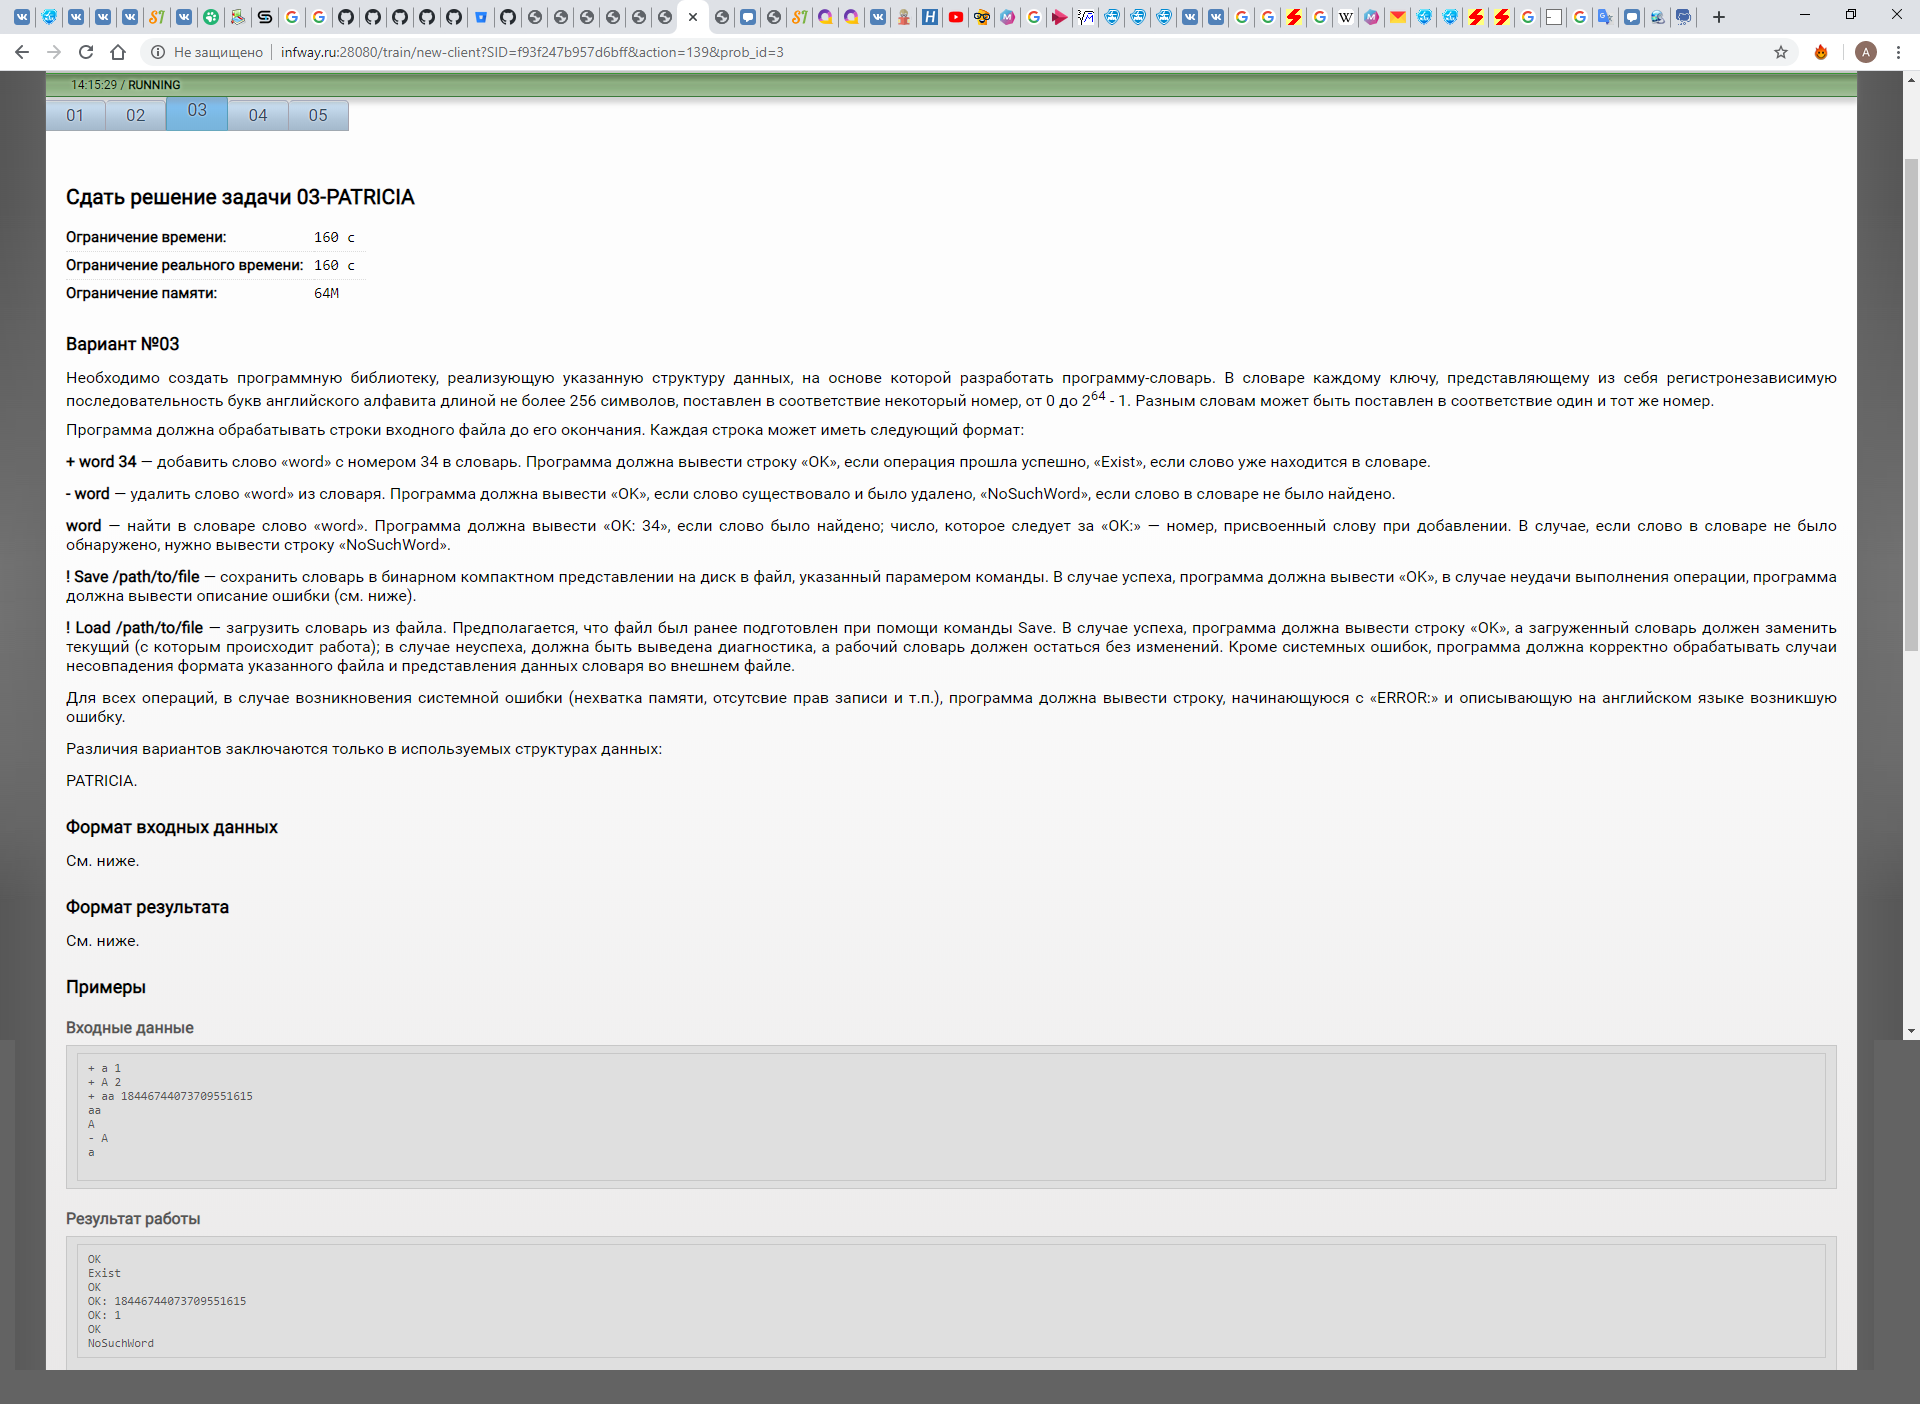 Не защищено | infway.ru:28080/train/new-client?SID=f93f247b957d6bff&action=139&prob_id=3
A
14:15:29 / RUNNING
01 02 03 04 05
Сдать решение задачи 03-PATRICIA
Ограничение времени: 160 с
Ограничение реального времени: 160 с
Ограничение памяти: 64M
Вариант №03
Необходимо создать программную библиотеку, реализующую указанную структуру данных, на основе которой разработать программу-словарь. В словаре каждому ключу, представляющему из себя регистронезависимую
последовательность букв английского алфавита длиной не более 256 символов, поставлен в соответствие некоторый номер, от 0 до 2^64 - 1. Разным словам может быть поставлен в соответствие один и тот же номер.
Программа должна обрабатывать строки входного файла до его окончания. Каждая строка может иметь следующий формат:
+ word 34 — добавить слово «word» с номером 34 в словарь. Программа должна вывести строку «OK», если операция прошла успешно, «Exist», если слово уже находится в словаре.
- word — удалить слово «word» из словаря. Программа должна вывести «OK», если слово существовало и было удалено, «NoSuchWord», если слово в словаре не было найдено.
word — найти в словаре слово «word». Программа должна вывести «OK: 34», если слово было найдено; число, которое следует за «OK:» — номер, присвоенный слову при добавлении. В случае, если слово в словаре не было
обнаружено, нужно вывести строку «NoSuchWord».
! Save /path/to/file — сохранить словарь в бинарном компактном представлении на диск в файл, указанный парамером команды. В случае успеха, программа должна вывести «OK», в случае неудачи выполнения операции, программа
должна вывести описание ошибки (см. ниже).
! Load /path/to/file — загрузить словарь из файла. Предполагается, что файл был ранее подготовлен при помощи команды Save. В случае успеха, программа должна вывести строку «OK», а загруженный словарь должен заменить
текущий (с которым происходит работа); в случае неуспеха, должна быть выведена диагностика, а рабочий словарь должен остаться без изменений. Кроме системных ошибок, программа должна корректно обрабатывать случаи
несовпадения формата указанного файла и представления данных словаря во внешнем файле.
Для всех операций, в случае возникновения системной ошибки (нехватка памяти, отсутсвие прав записи и т.п.), программа должна вывести строку, начинающуюся с «ERROR:» и описывающую на английском языке возникшую
ошибку.
Различия вариантов заключаются только в используемых структурах данных:
PATRICIA.
Формат входных данных
См. ниже.
Формат результата
См. ниже.
Примеры
Входные данные
+ a 1
+ A 2
+ aa 18446744073709551615
aa
A
- A
a
Результат работы
OK
Exist
OK
OK: 18446744073709551615
OK: 1
OK
NoSuchWord